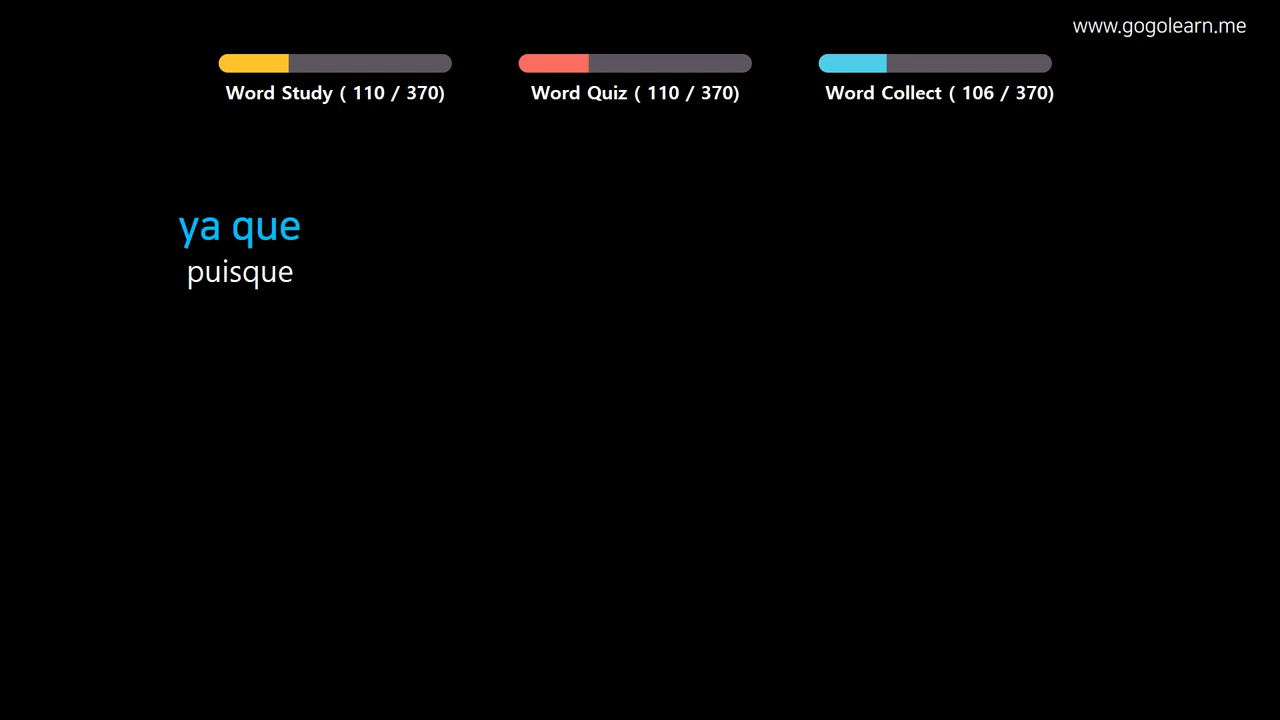 www.gogolearn.me
Word Study ( 110 / 370)
Word Quiz ( 110 / 370)
Word Collect ( 106 / 370)
ya que
puisque